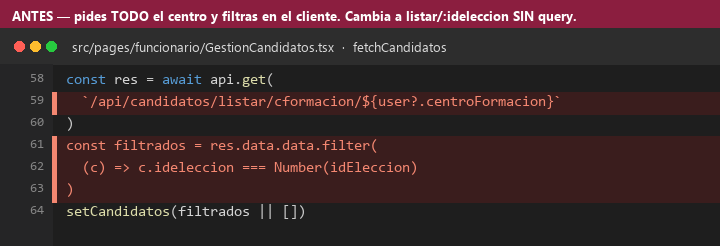 ANTES — pides TODO el centro y filtras en el cliente. Cambia a listar/:ideleccion SIN query.
src/pages/funcionario/GestionCandidatos.tsx · fetchCandidatos
58 const res = await api.get(
59 `/api/candidatos/listar/cformacion/${user?.centroFormacion}`
60 )
61 const filtrados = res.data.data.filter(
62 (c) => c.ideleccion === Number(idEleccion)
63 )
64 setCandidatos(filtrados || [])